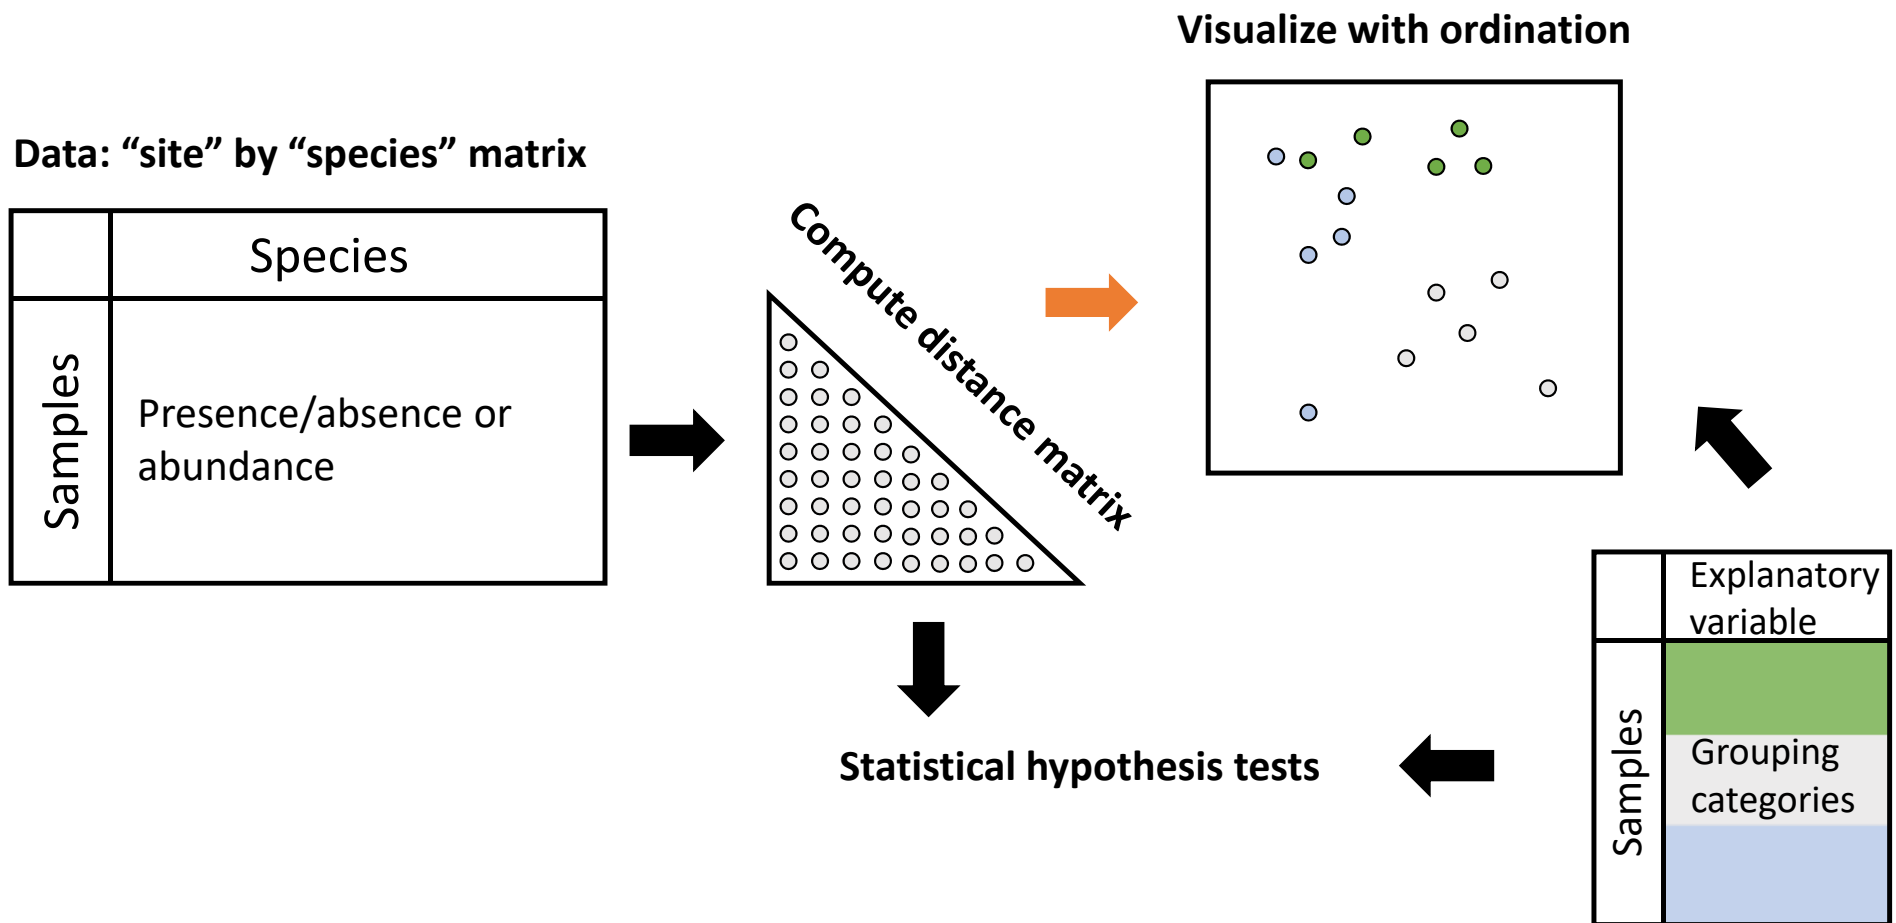 Visualize with ordination
Data: “site” by “species” matrix
Species
Samples
Presence/absence or
abundance
Compute distance matrix
Explanatory
variable
Samples
Grouping
categories
Statistical hypothesis tests